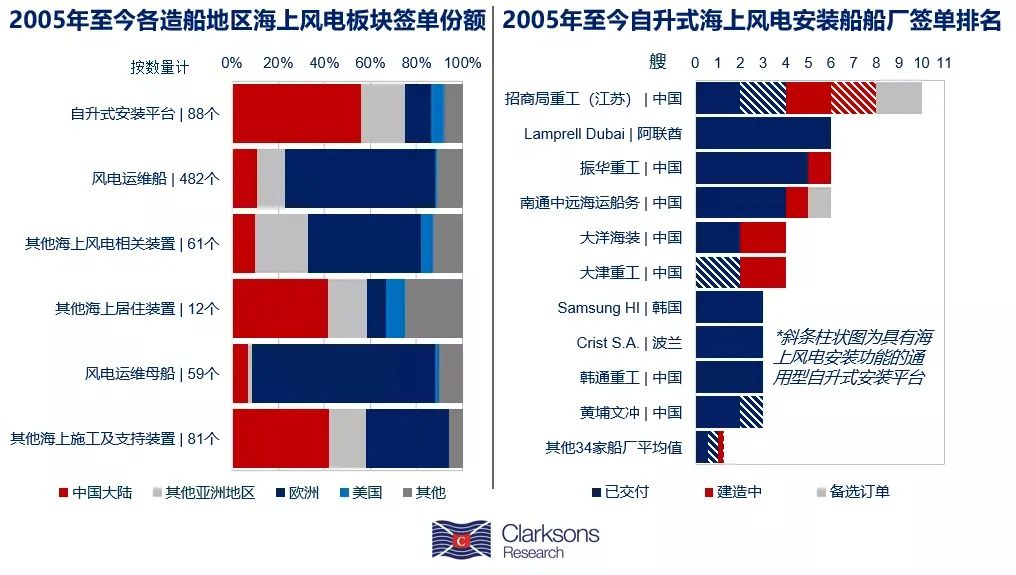 2005年至今各造船地区海上风电板块签单份额
按数量计
0% 20% 40% 60% 80% 100%
自升式安装平台 | 88个
风电运维船 | 482个
其他海上风电相关装置 | 61个
其他海上居住装置 | 12个
风电运维母船 | 59个
其他海上施工及支持装置 | 81个
中国大陆 其他亚洲地区 欧洲 美国 其他
2005年至今自升式海上风电安装船船厂签单排名
艘
0 1 2 3 4 5 6 7 8 9 10 11
招商局重工（江苏） | 中国
Lamprell Dubai | 阿联酋
振华重工 | 中国
南通中远海运船务 | 中国
大洋海装 | 中国
大津重工 | 中国
Samsung HI | 韩国
Crist S.A. | 波兰
韩通重工 | 中国
黄埔文冲 | 中国
其他34家船厂平均值
*斜条柱状图为具有海
上风电安装功能的通
用型自升式安装平台
已交付 建造中 备选订单
C
Clarksons
Research